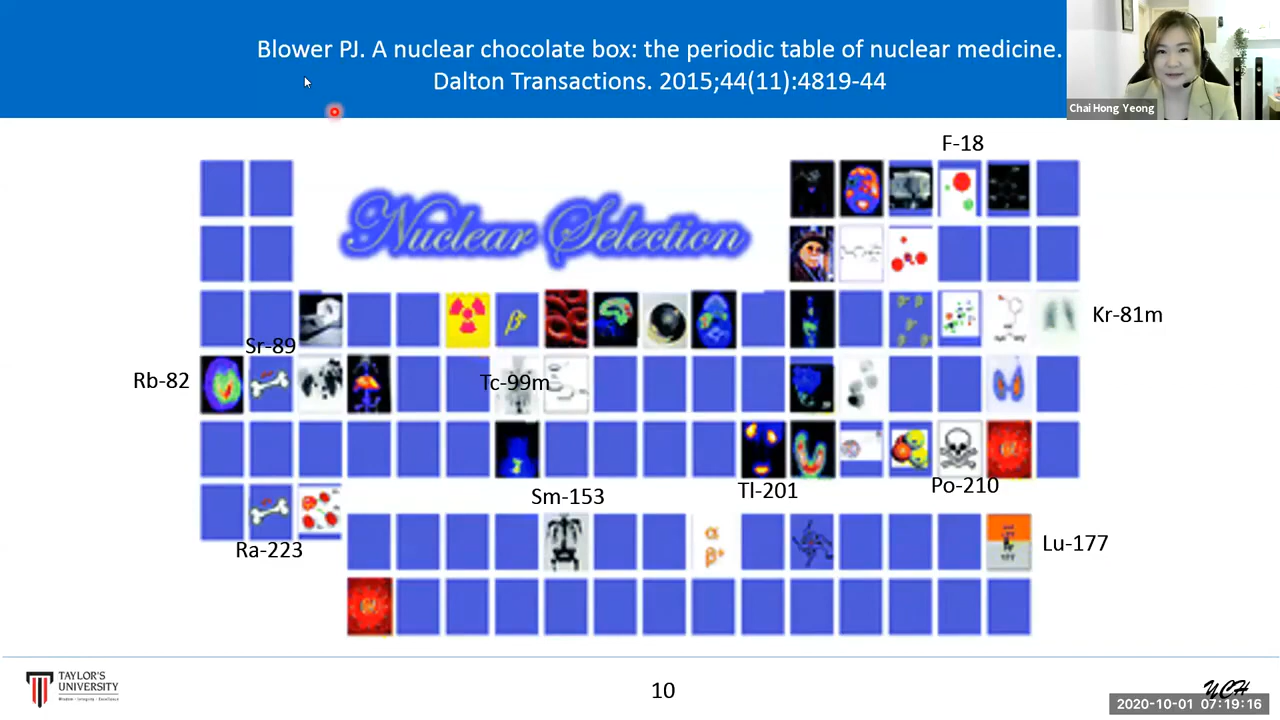 Blower PJ. A nuclear chocolate box: the periodic table of nuclear medicine.
Dalton Transactions. 2015;44(11):4819-44
Chai Hong Yeong
F-18
Nuclear Selection
Kr-81m
Sr-89
Rb-82
Tc-99m
Sm-153
Tl-201
Po-210
Ra-223
Lu-177
TAYLOR'S
UNIVERSITY
10
YCH
2020-10-01 07:19:16